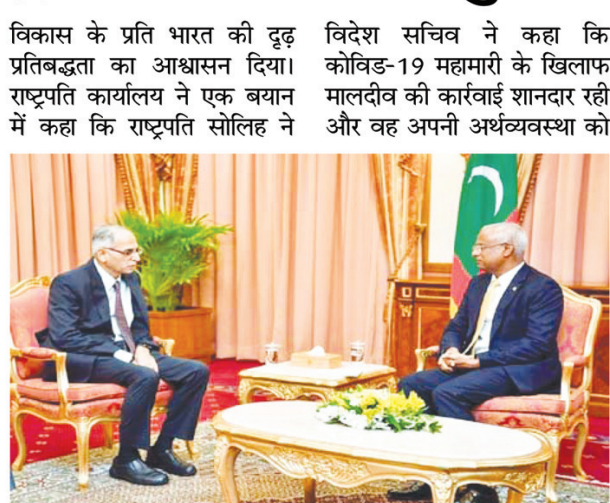 विकास के प्रति भारत की दृढ़
प्रतिबद्धता का आश्वासन दिया।
राष्ट्रपति कार्यालय ने एक बयान
में कहा कि राष्ट्रपति सोलिह ने
विदेश सचिव ने कहा कि
कोविड-19 महामारी के खिलाफ
मालदीव की कार्रवाई शानदार रही
और वह अपनी अर्थव्यवस्था को